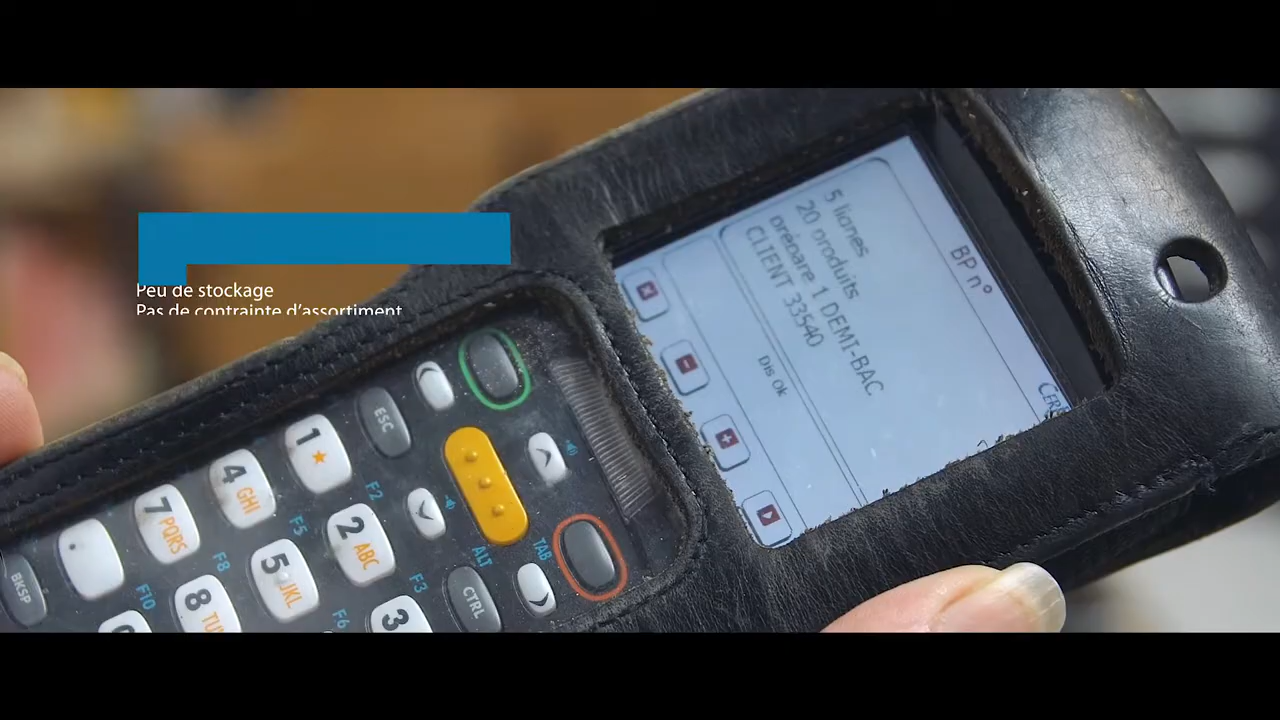 Peu de stockage
Pas de contrainte d’assortiment
BP n°
5 lignes
20 produits
prépare 1 DEMI-BAC
CLIENT 33540
Dis Ok
ESC
1
4 GHI
7 PQRS
.
BKSP
F2
F5
F8
F10
2 ABC
5 JKL
8
ALT
TAB
F3
F6
CTRL
3